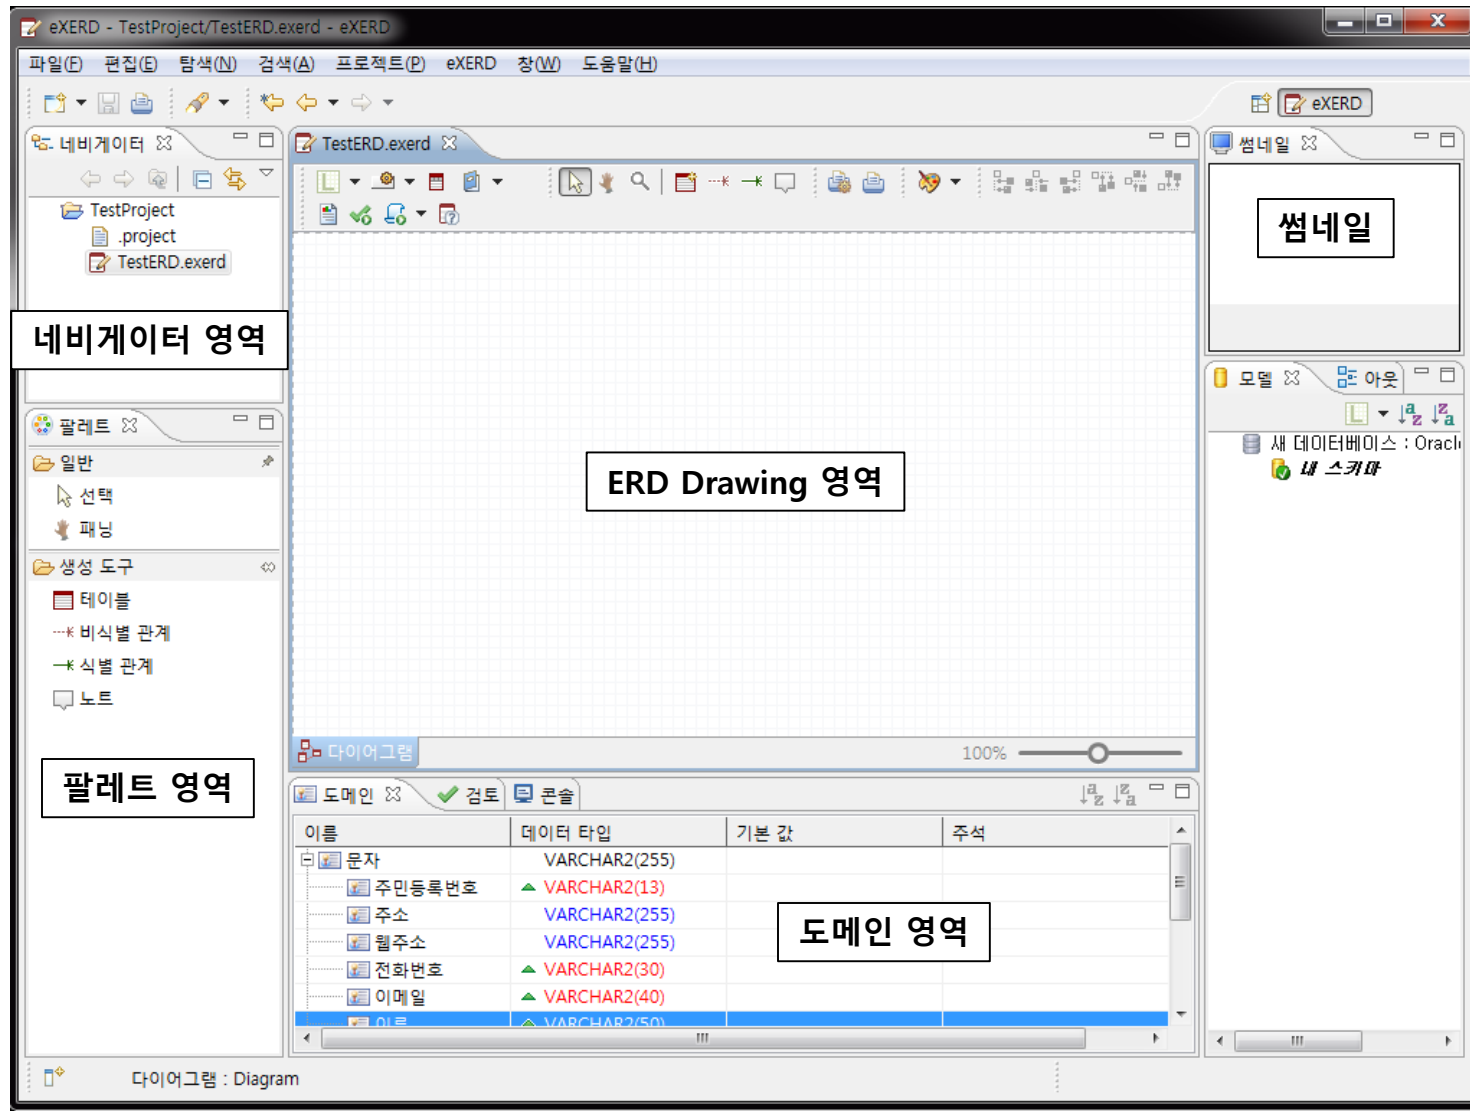 eXERD - TestProject/TestERD.exerd - eXERD
파일(F) 편집(E) 탐색(N) 검색(A) 프로젝트(P) eXERD 창(W) 도움말(H)
eXERD
네비게이터
TestProject
.project
TestERD.exerd
네비게이터 영역
팔레트
일반
선택
패닝
생성 도구
테이블
비식별 관계
식별 관계
노트
팔레트 영역
TestERD.exerd
ERD Drawing 영역
다이어그램
100%
도메인 검토 콘솔
이름 데이터 타입 기본 값 주석
문자 VARCHAR2(255)
주민등록번호 VARCHAR2(13)
주소 VARCHAR2(255)
웹주소 VARCHAR2(255)
전화번호 VARCHAR2(30)
이메일 VARCHAR2(40)
이름 VARCHAR2(50)
도메인 영역
썸네일
썸네일
모델 아웃
새 데이터베이스 : Oracl
내 스키마
다이어그램 : Diagram